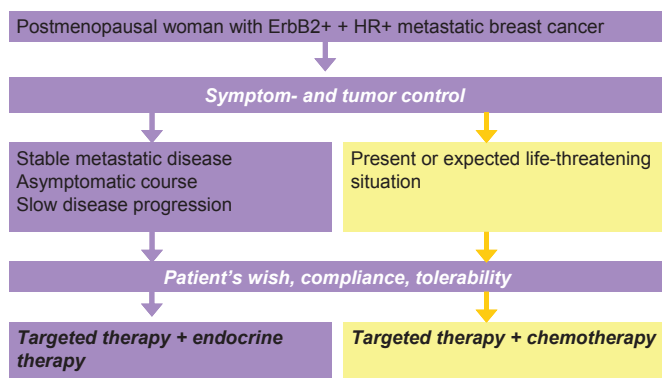 Postmenopausal woman with ErbB2+ + HR+ metastatic breast cancer
Symptom- and tumor control
Stable metastatic disease
Asymptomatic course
Slow disease progression
Present or expected life-threatening
situation
Patient's wish, compliance, tolerability
Targeted therapy + endocrine
therapy
Targeted therapy + chemotherapy